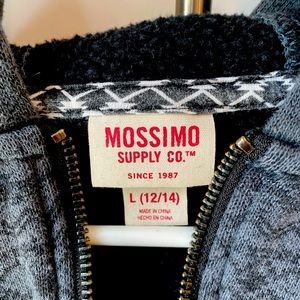 MOSSIMO
SUPPLY CO.™
SINCE 1987
L (12/14)
MADE IN CHINA
HECHO EN CHINA